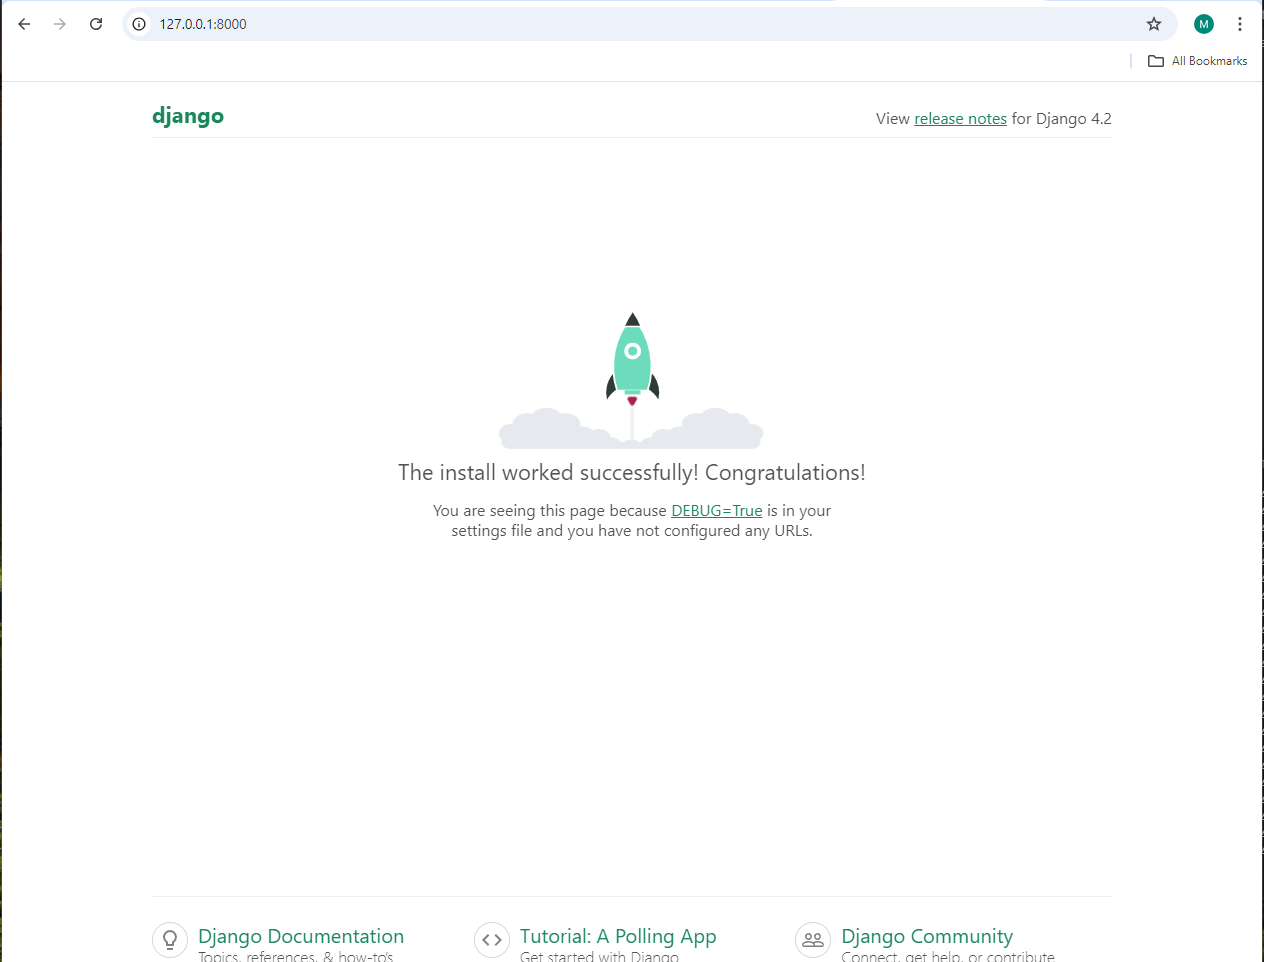 127.0.0.1:8000
M
All Bookmarks
django
View release notes for Django 4.2
The install worked successfully! Congratulations!
You are seeing this page because DEBUG=True is in your
settings file and you have not configured any URLs.
Django Documentation
Topics, references, & how-to's
Tutorial: A Polling App
Get started with Django
Django Community
Connect, get help, or contribute